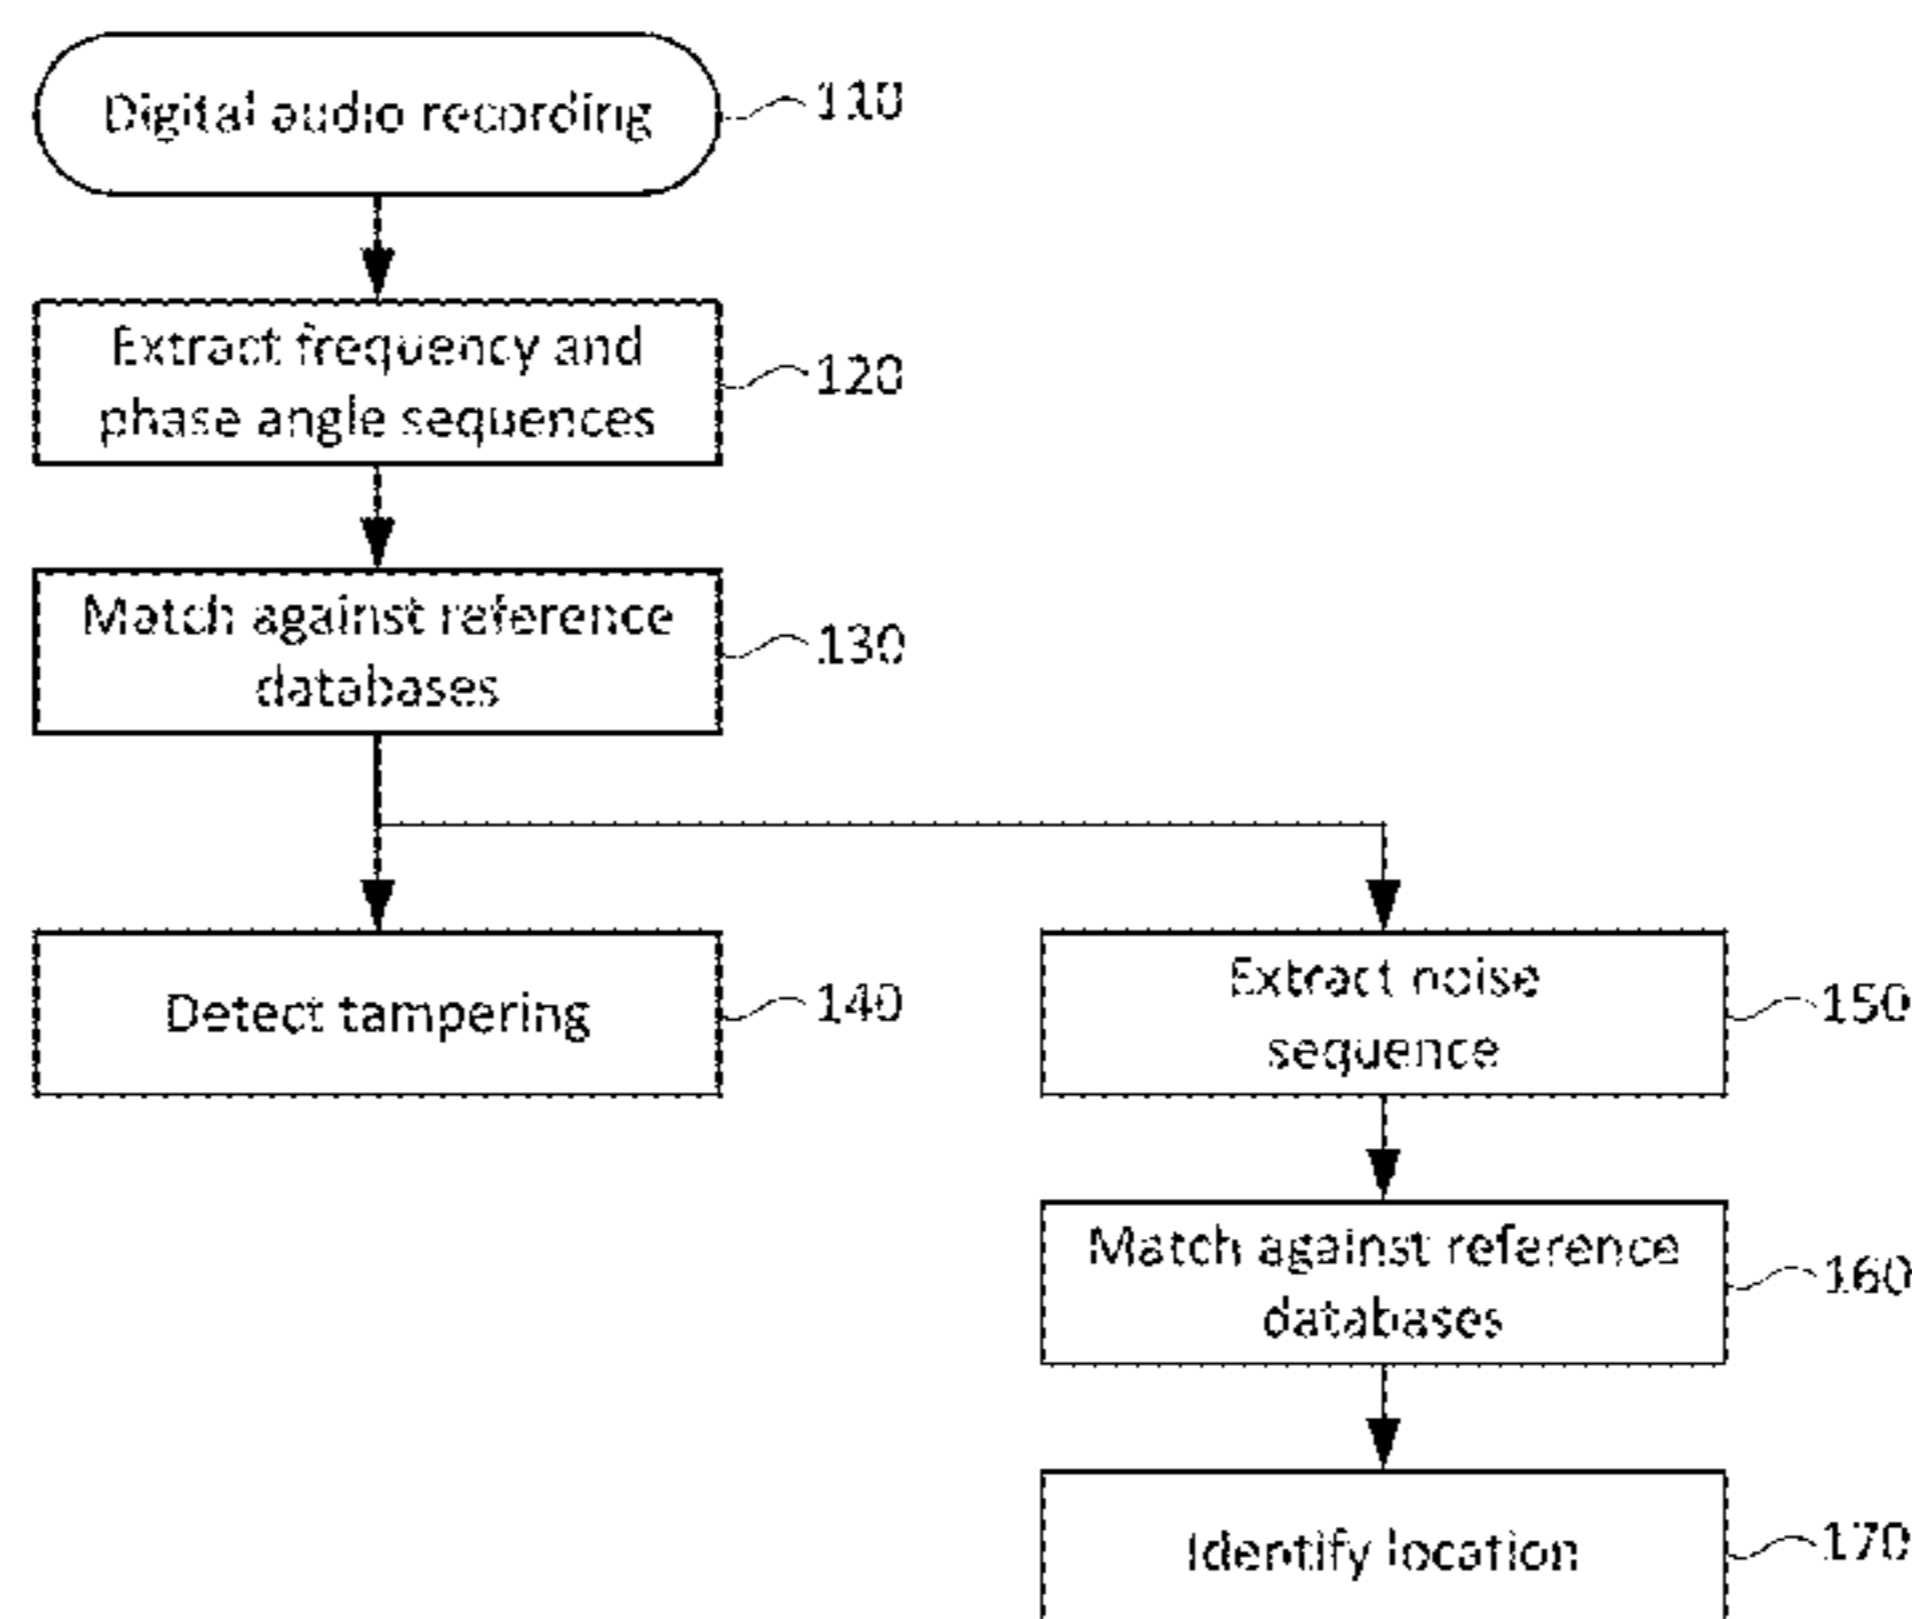 Digital audio recording
110
Extract frequency and
phase angle sequences
120
Match against reference
databases
130
Detect tampering
140
Extract noise
sequence
150
Match against reference
databases
160
Identify location
170